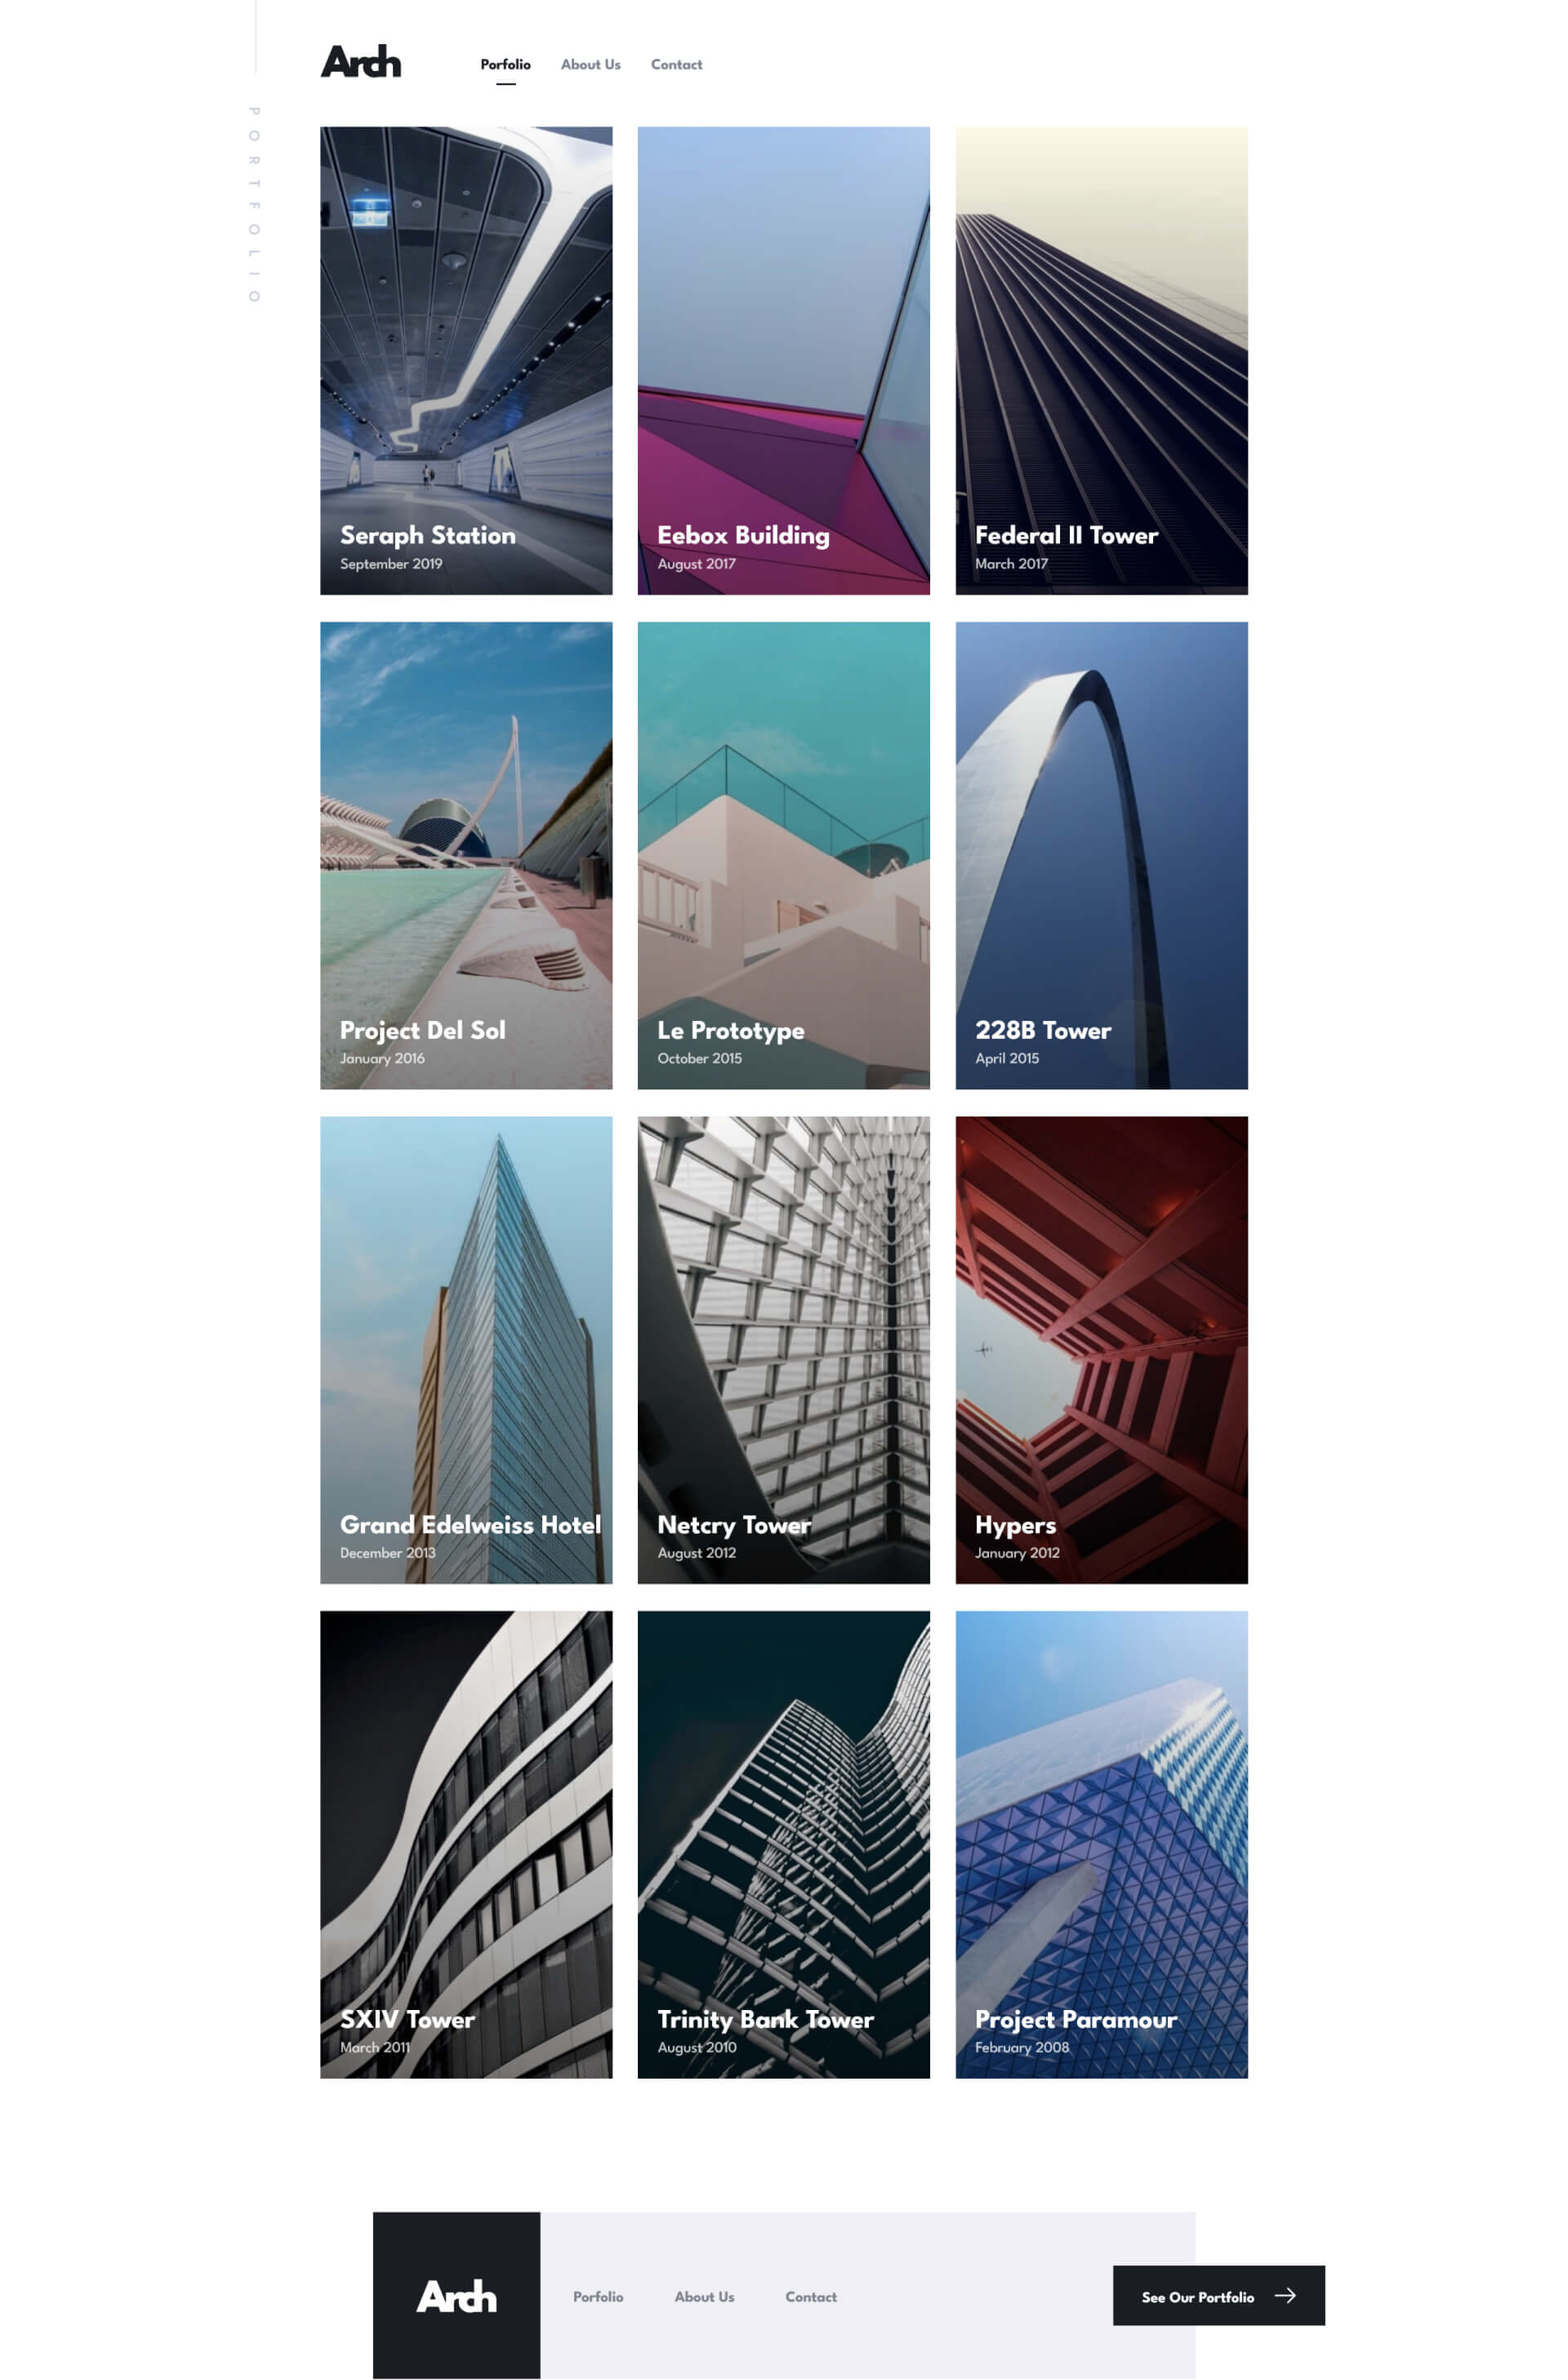 Arch
Porfolio About Us Contact
PORTFOLIO
Seraph Station
September 2019
Eebox Building
August 2017
Federal II Tower
March 2017
Project Del Sol
January 2016
Le Prototype
October 2015
228B Tower
April 2015
Grand Edelweiss Hotel
December 2013
Netcry Tower
August 2012
Hypers
January 2012
SXIV Tower
March 2011
Trinity Bank Tower
August 2010
Project Paramour
February 2008
Arch
Porfolio About Us Contact
See Our Portfolio